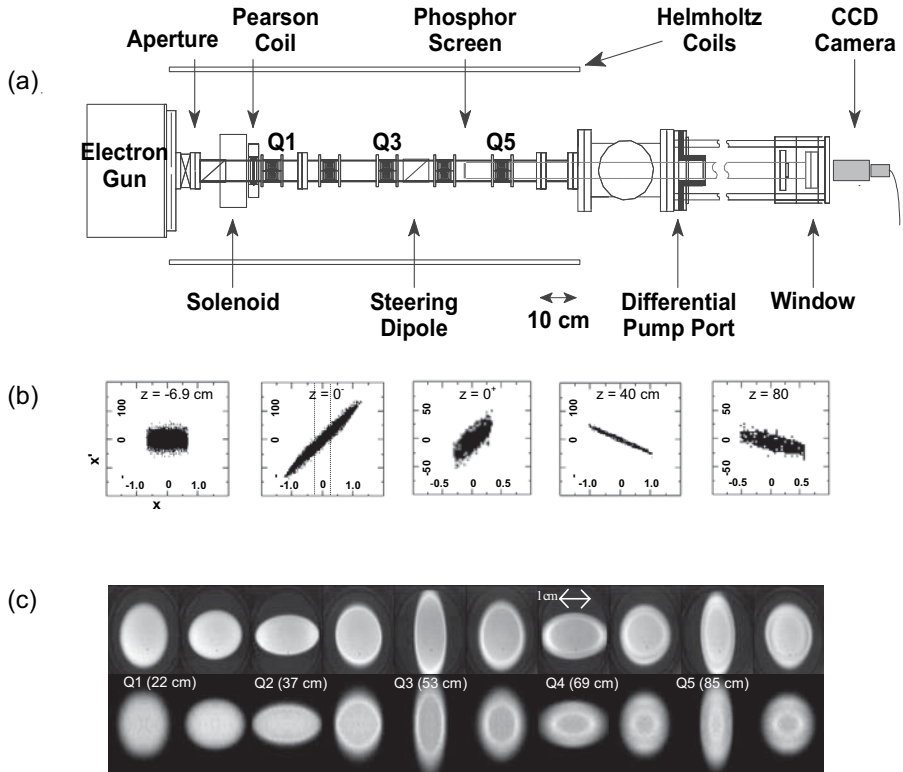 (a)
Aperture
Pearson
Coil
Phosphor
Screen
Helmholtz
Coils
CCD
Camera
Electron
Gun
Q1
Q3
Q5
Solenoid
Steering
Dipole
10 cm
Differential
Pump Port
Window
(b)
x'
100
0
z = -6.9 cm
-1.0 0 1.0
x
100
0
z = 0-
-1.0 0 1.0
50
0
-50
z = 0+
-0.5 0 0.5
50
0
z = 40 cm
-1.0 0 1.0
50
0
-50
z = 80
-0.5 0 0.5
(c)
1cm
Q1 (22 cm) Q2 (37 cm) Q3 (53 cm) Q4 (69 cm) Q5 (85 cm)